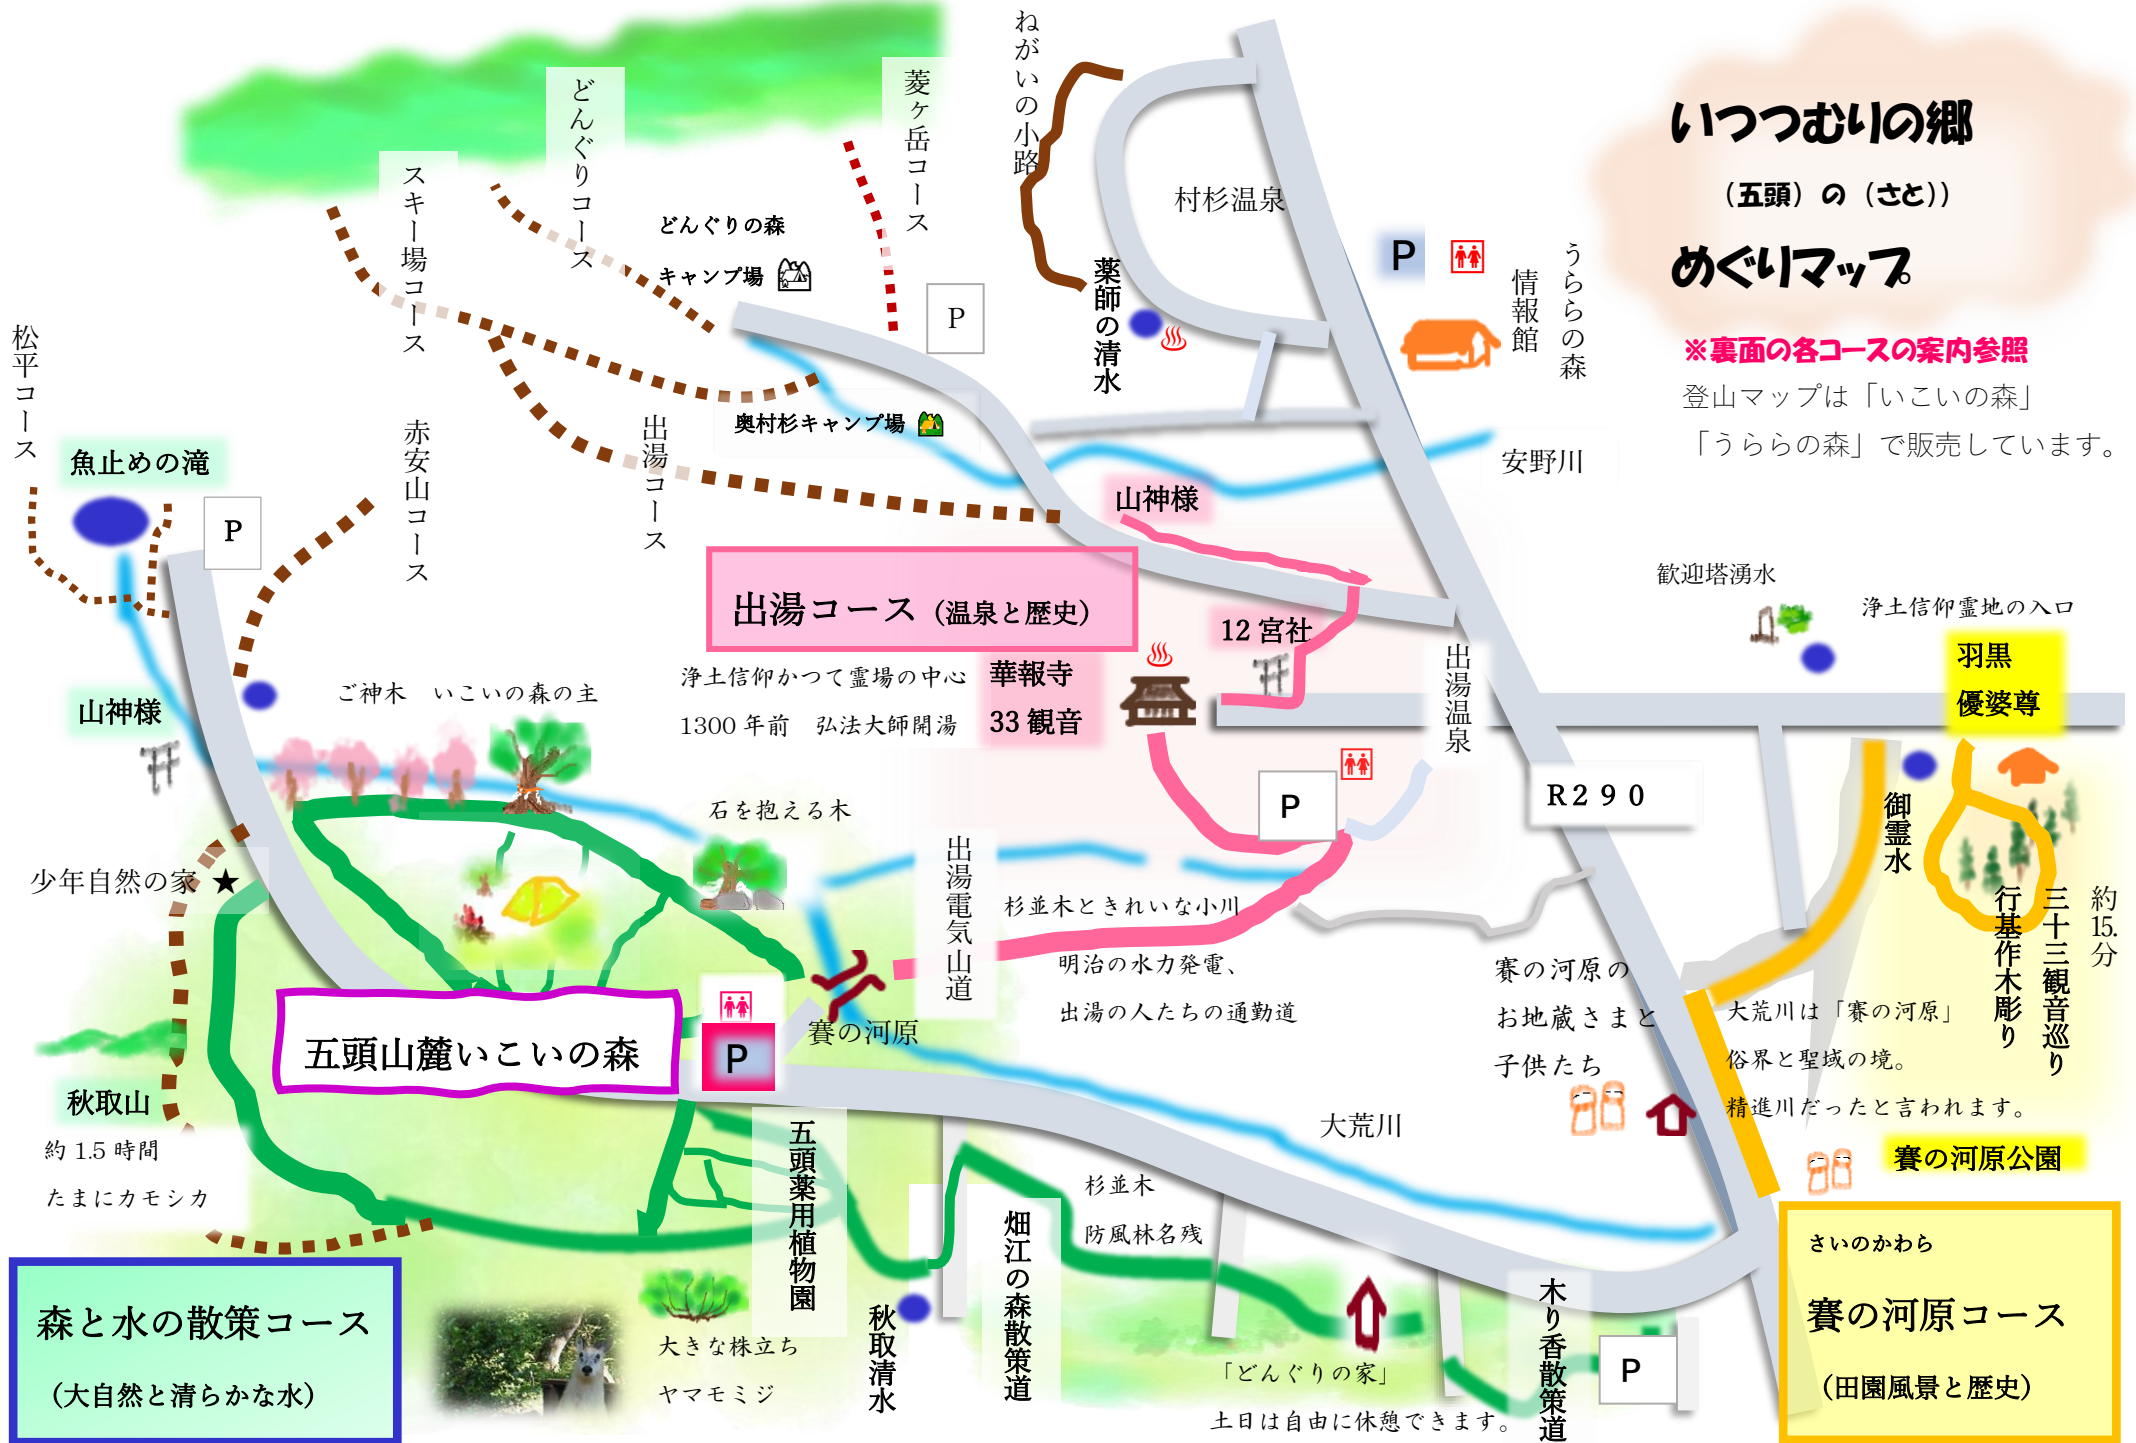 いつつむりの郷
（五頭）の（さと））
めぐりマップ。
※裏面の各コースの案内参照
登山マップは「いこいの森」
「うららの森」で販売しています。
ねがいの小路
菱ヶ岳コース
どんぐりコース
スキー場コース
どんぐりの森
キャンプ場
P
村杉温泉
薬師の清水
P
うららの森
情報館
松平コース
魚止めの滝
P
赤安山コース
出湯コース
奥村杉キャンプ場
安野川
山神様
出湯コース（温泉と歴史）
12宮社
浄土信仰かつて霊場の中心
1300年前　弘法大師開湯
華報寺
33観音
出湯温泉
P
R290
歓迎塔湧水
浄土信仰霊地の入口
羽黒
優婆尊
御霊水
行基作木彫り
三十三観音巡り
約15.分
山神様
ご神木　いこいの森の主
石を抱える木
少年自然の家 ★
出湯電気山道
杉並木ときれいな小川
明治の水力発電、
出湯の人たちの通勤道
賽の河原の
お地蔵さまと
子供たち
大荒川は「賽の河原」
俗界と聖域の境。
精進川だったと言われます。
賽の河原公園
五頭山麓いこいの森
P
賽の河原
大荒川
秋取山
約1.5時間
たまにカモシカ
五頭薬用植物園
秋取清水
畑江の森散策道
杉並木
防風林名残
「どんぐりの家」
土日は自由に休憩できます。
木り香散策道
P
大きな株立ち
ヤマモミジ
森と水の散策コース
（大自然と清らかな水）
さいのかわら
賽の河原コース
（田園風景と歴史）